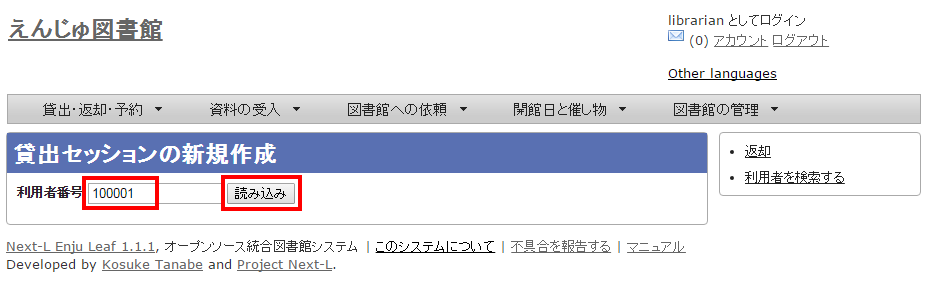 えんじゅ図書館
librarian としてログイン
(0) アカウント ログアウト
Other languages
貸出・返却・予約 資料の受入 図書館への依頼 開館日と催し物 図書館の管理
貸出セッションの新規作成
利用者番号 100001 読み込み
返却
利用者を検索する
Next-L Enju Leaf 1.1.1, オープンソース統合図書館システム | このシステムについて | 不具合を報告する | マニュアル
Developed by Kosuke Tanabe and Project Next-L.